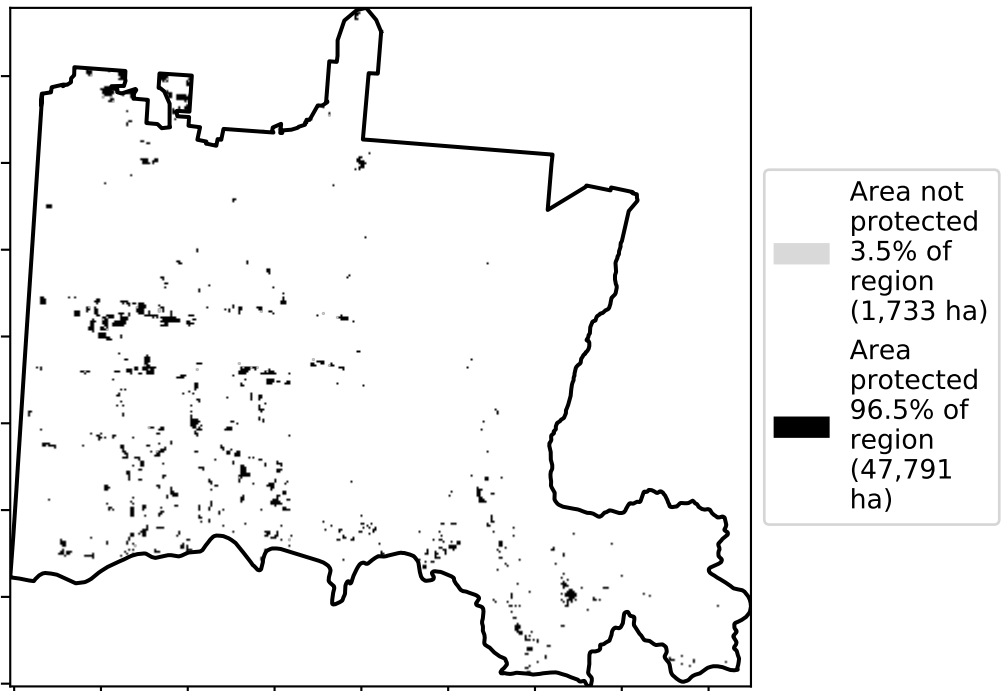 Area not
protected
3.5% of
region
(1,733 ha)
Area
protected
96.5% of
region
(47,791
ha)